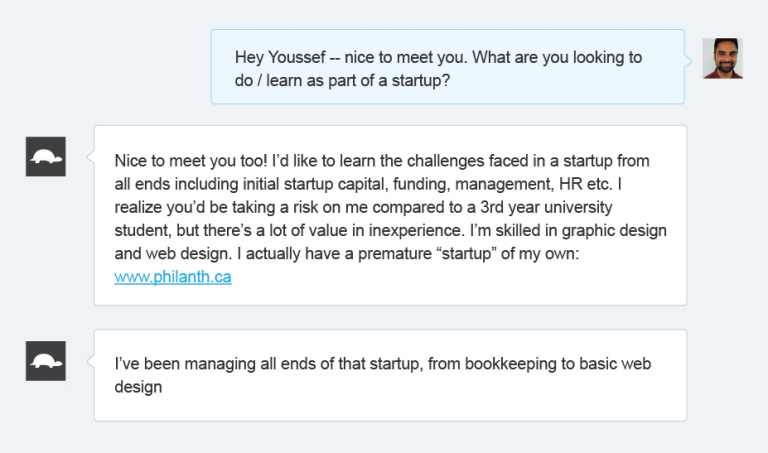 Hey Youssef -- nice to meet you. What are you looking to
do / learn as part of a startup?
Nice to meet you too! I’d like to learn the challenges faced in a startup from
all ends including initial startup capital, funding, management, HR etc. I
realize you’d be taking a risk on me compared to a 3rd year university
student, but there’s a lot of value in inexperience. I’m skilled in graphic design
and web design. I actually have a premature “startup” of my own:
www.philanth.ca
I’ve been managing all ends of that startup, from bookkeeping to basic web
design